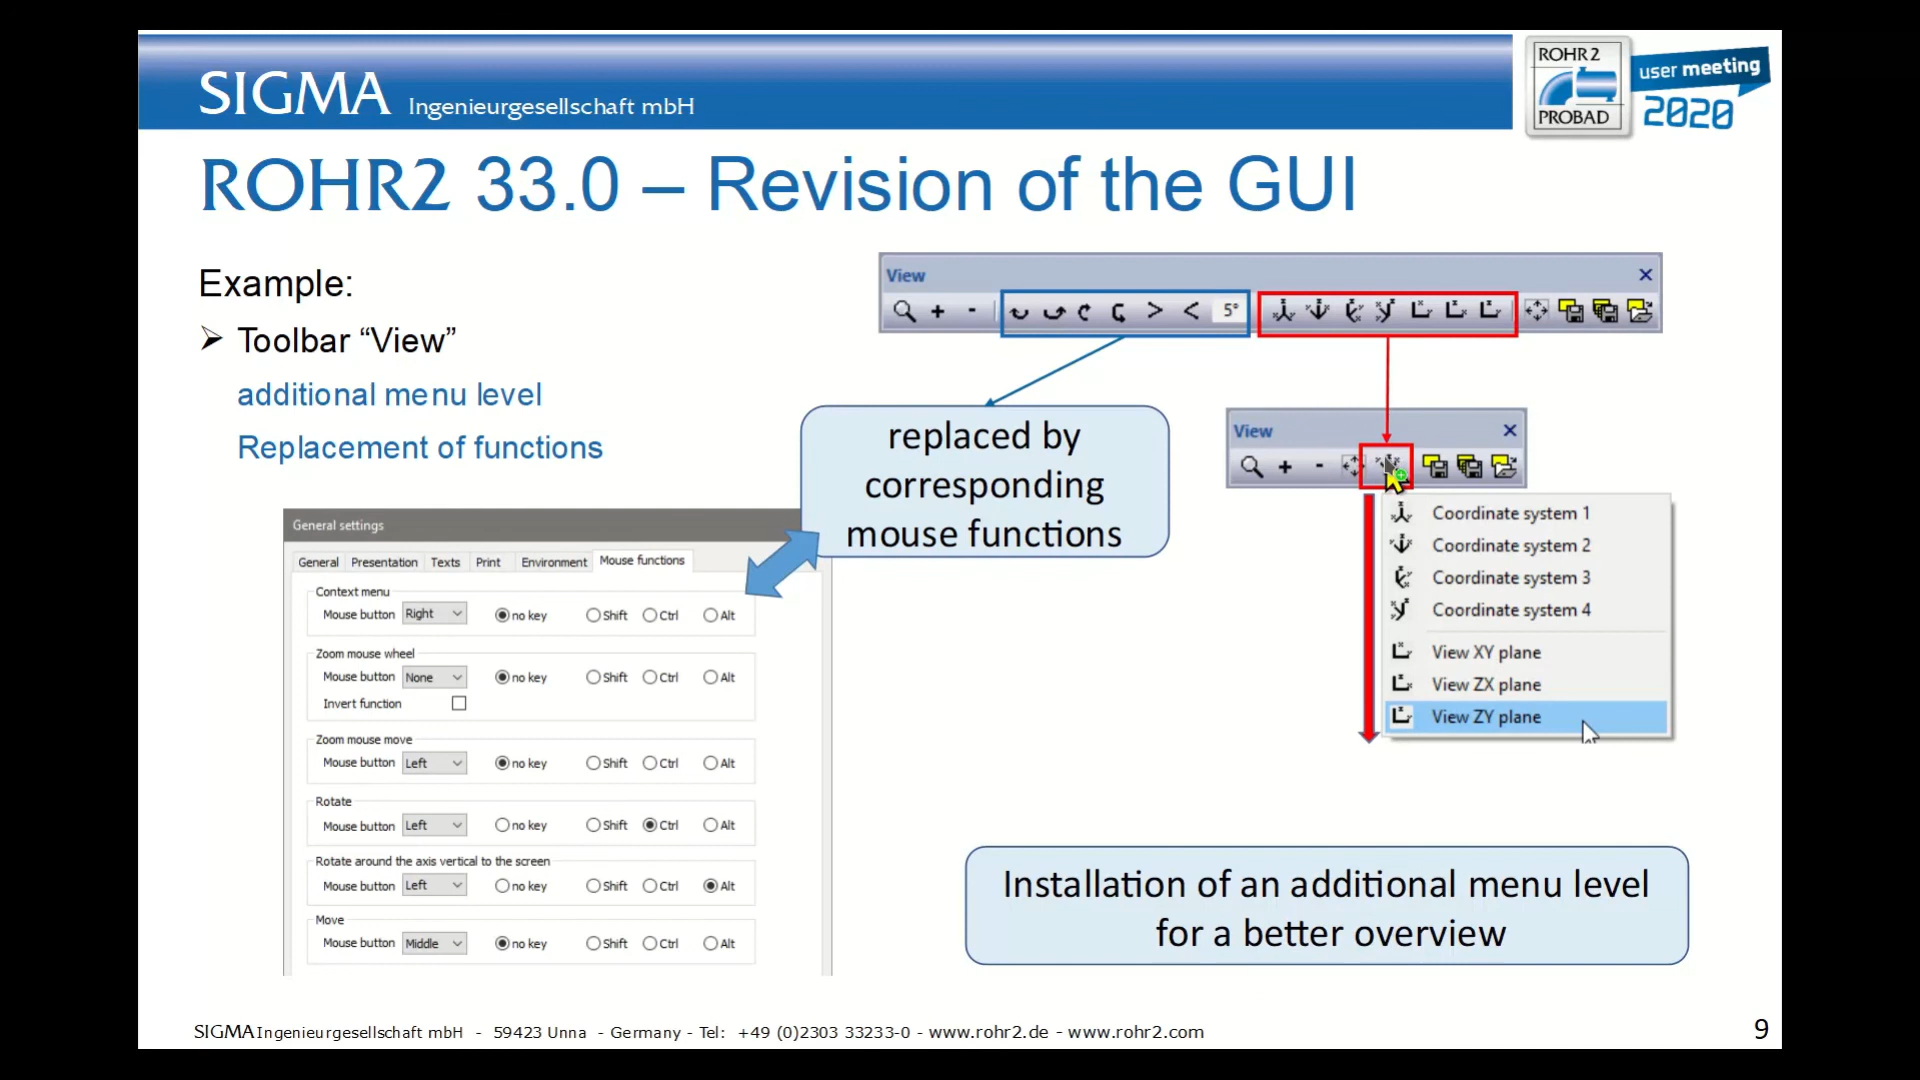 SIGMA Ingenieurgesellschaft mbH
ROHR2
PROBAD
user meeting
2020
ROHR2 33.0 – Revision of the GUI
Example:
➢ Toolbar “View”
additional menu level
Replacement of functions
View
+ - > < 5°
replaced by
corresponding
mouse functions
View
+ -
Coordinate system 1
Coordinate system 2
Coordinate system 3
Coordinate system 4
View XY plane
View ZX plane
View ZY plane
General settings
General Presentation Texts Print Environment Mouse functions
Context menu
Mouse button Right no key Shift Ctrl Alt
Zoom mouse wheel
Mouse button None no key Shift Ctrl Alt
Invert function
Zoom mouse move
Mouse button Left no key Shift Ctrl Alt
Rotate
Mouse button Left no key Shift Ctrl Alt
Rotate around the axis vertical to the screen
Mouse button Left no key Shift Ctrl Alt
Move
Mouse button Middle no key Shift Ctrl Alt
Installation of an additional menu level
for a better overview
SIGMA Ingenieurgesellschaft mbH - 59423 Unna - Germany - Tel: +49 (0)2303 33233-0 - www.rohr2.de - www.rohr2.com
9